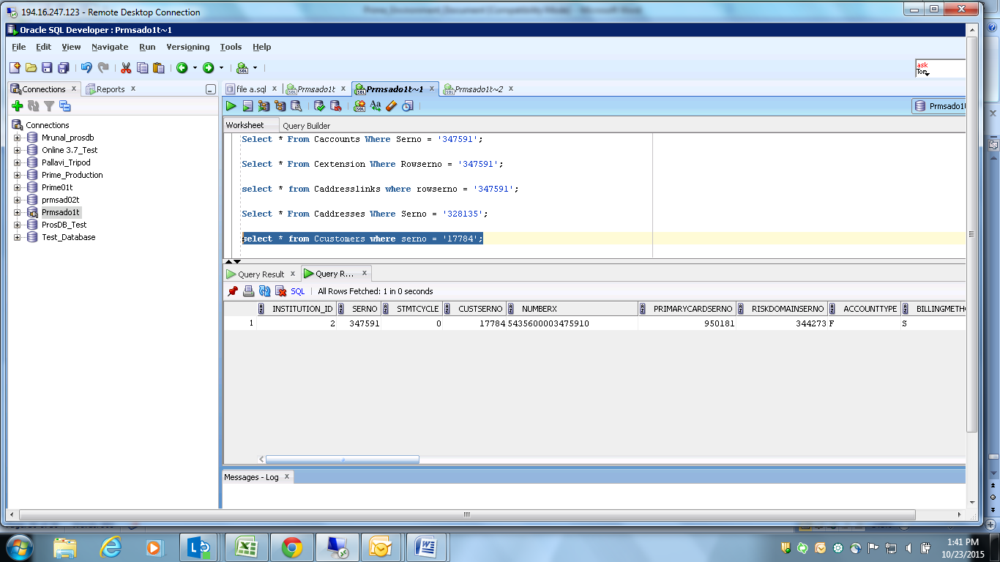 Prime_Environment_Document (Compatibility Mode) - Microsoft Word
194.16.247.123 - Remote Desktop Connection
Oracle SQL Developer : Prmsado1t~1
File Edit View Navigate Run Versioning Tools Help
ask
Tom
Connections x Reports x file a.sql x Prmsado1t x Prmsado1t~1 x Prmsado1t~2 x
Prmsado1t
Worksheet Query Builder
Connections
Mrunal_prosdb
Online 3.7_Test
Pallavi_Tripod
Prime_Production
Prime01t
prmsad02t
Prmsado1t
ProsDB_Test
Test_Database
Select * From Caccounts Where Serno = '347591';
Select * From Cextension Where Rowserno = '347591';
select * from Caddresslinks where rowserno = '347591';
Select * From Caddresses Where Serno = '328135';
select * from Ccustomers where serno = '17784';
Query Result x Query R... x
SQL | All Rows Fetched: 1 in 0 seconds
INSTITUTION_ID SERNO STMTCYCLE CUSTSERNO NUMBERX PRIMARYCARDSERNO RISKDOMAINSERNO ACCOUNTTYPE BILLINGMETHO
1 2 347591 0 17784 5435600003475910 950181 344273 F S
Messages - Log x
1:41 PM
10/23/2015